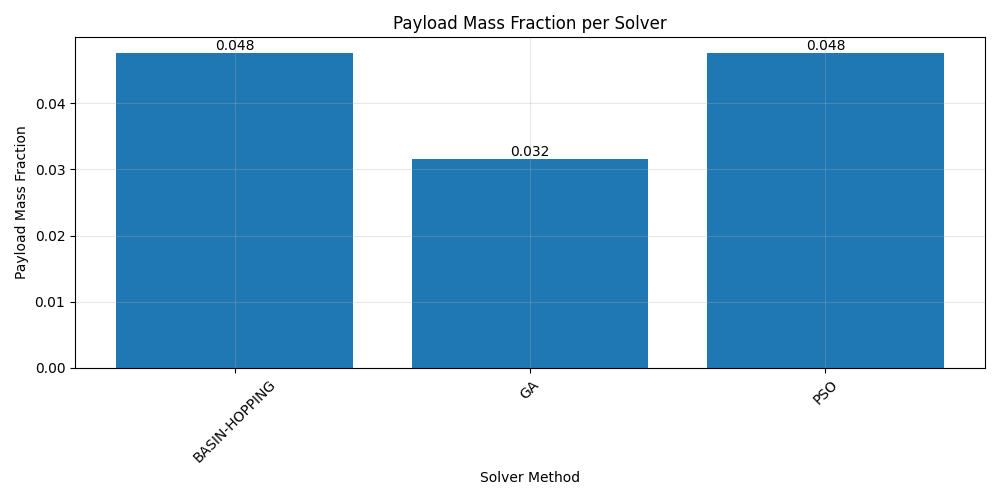 Payload Mass Fraction per Solver
0.048
0.048
0.032
0.04
0.03
0.02
0.01
0.00
Payload Mass Fraction
BASIN-HOPPING
GA
PSO
Solver Method